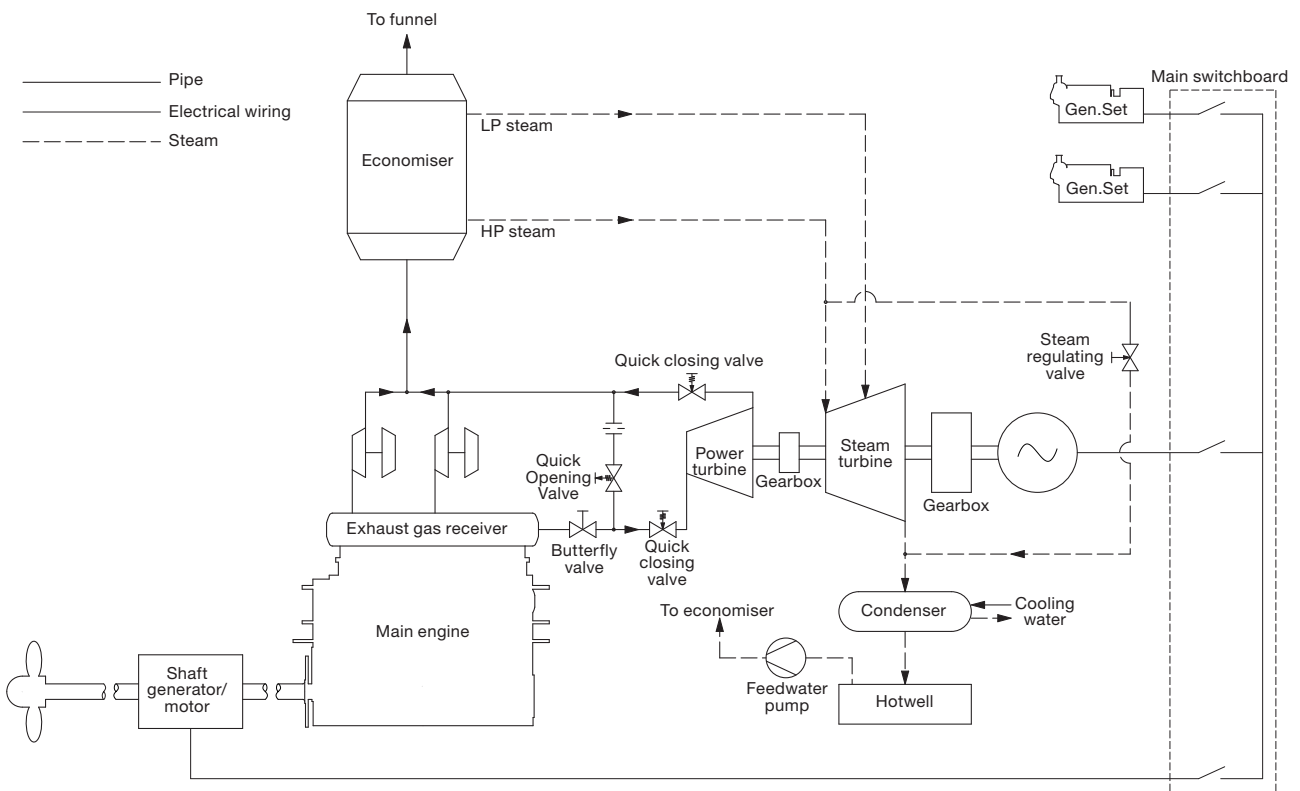 To funnel
Pipe
Electrical wiring
Steam
Main switchboard
Gen.Set
Gen.Set
LP steam
Economiser
HP steam
Steam
regulating
valve
Quick closing valve
Quick
Opening
Valve
Power
turbine
Gearbox
Steam
turbine
Gearbox
Exhaust gas receiver
Butterfly
valve
Quick
closing
valve
To economiser
Condenser
Cooling
water
Main engine
Feedwater
pump
Hotwell
Shaft
generator/
motor